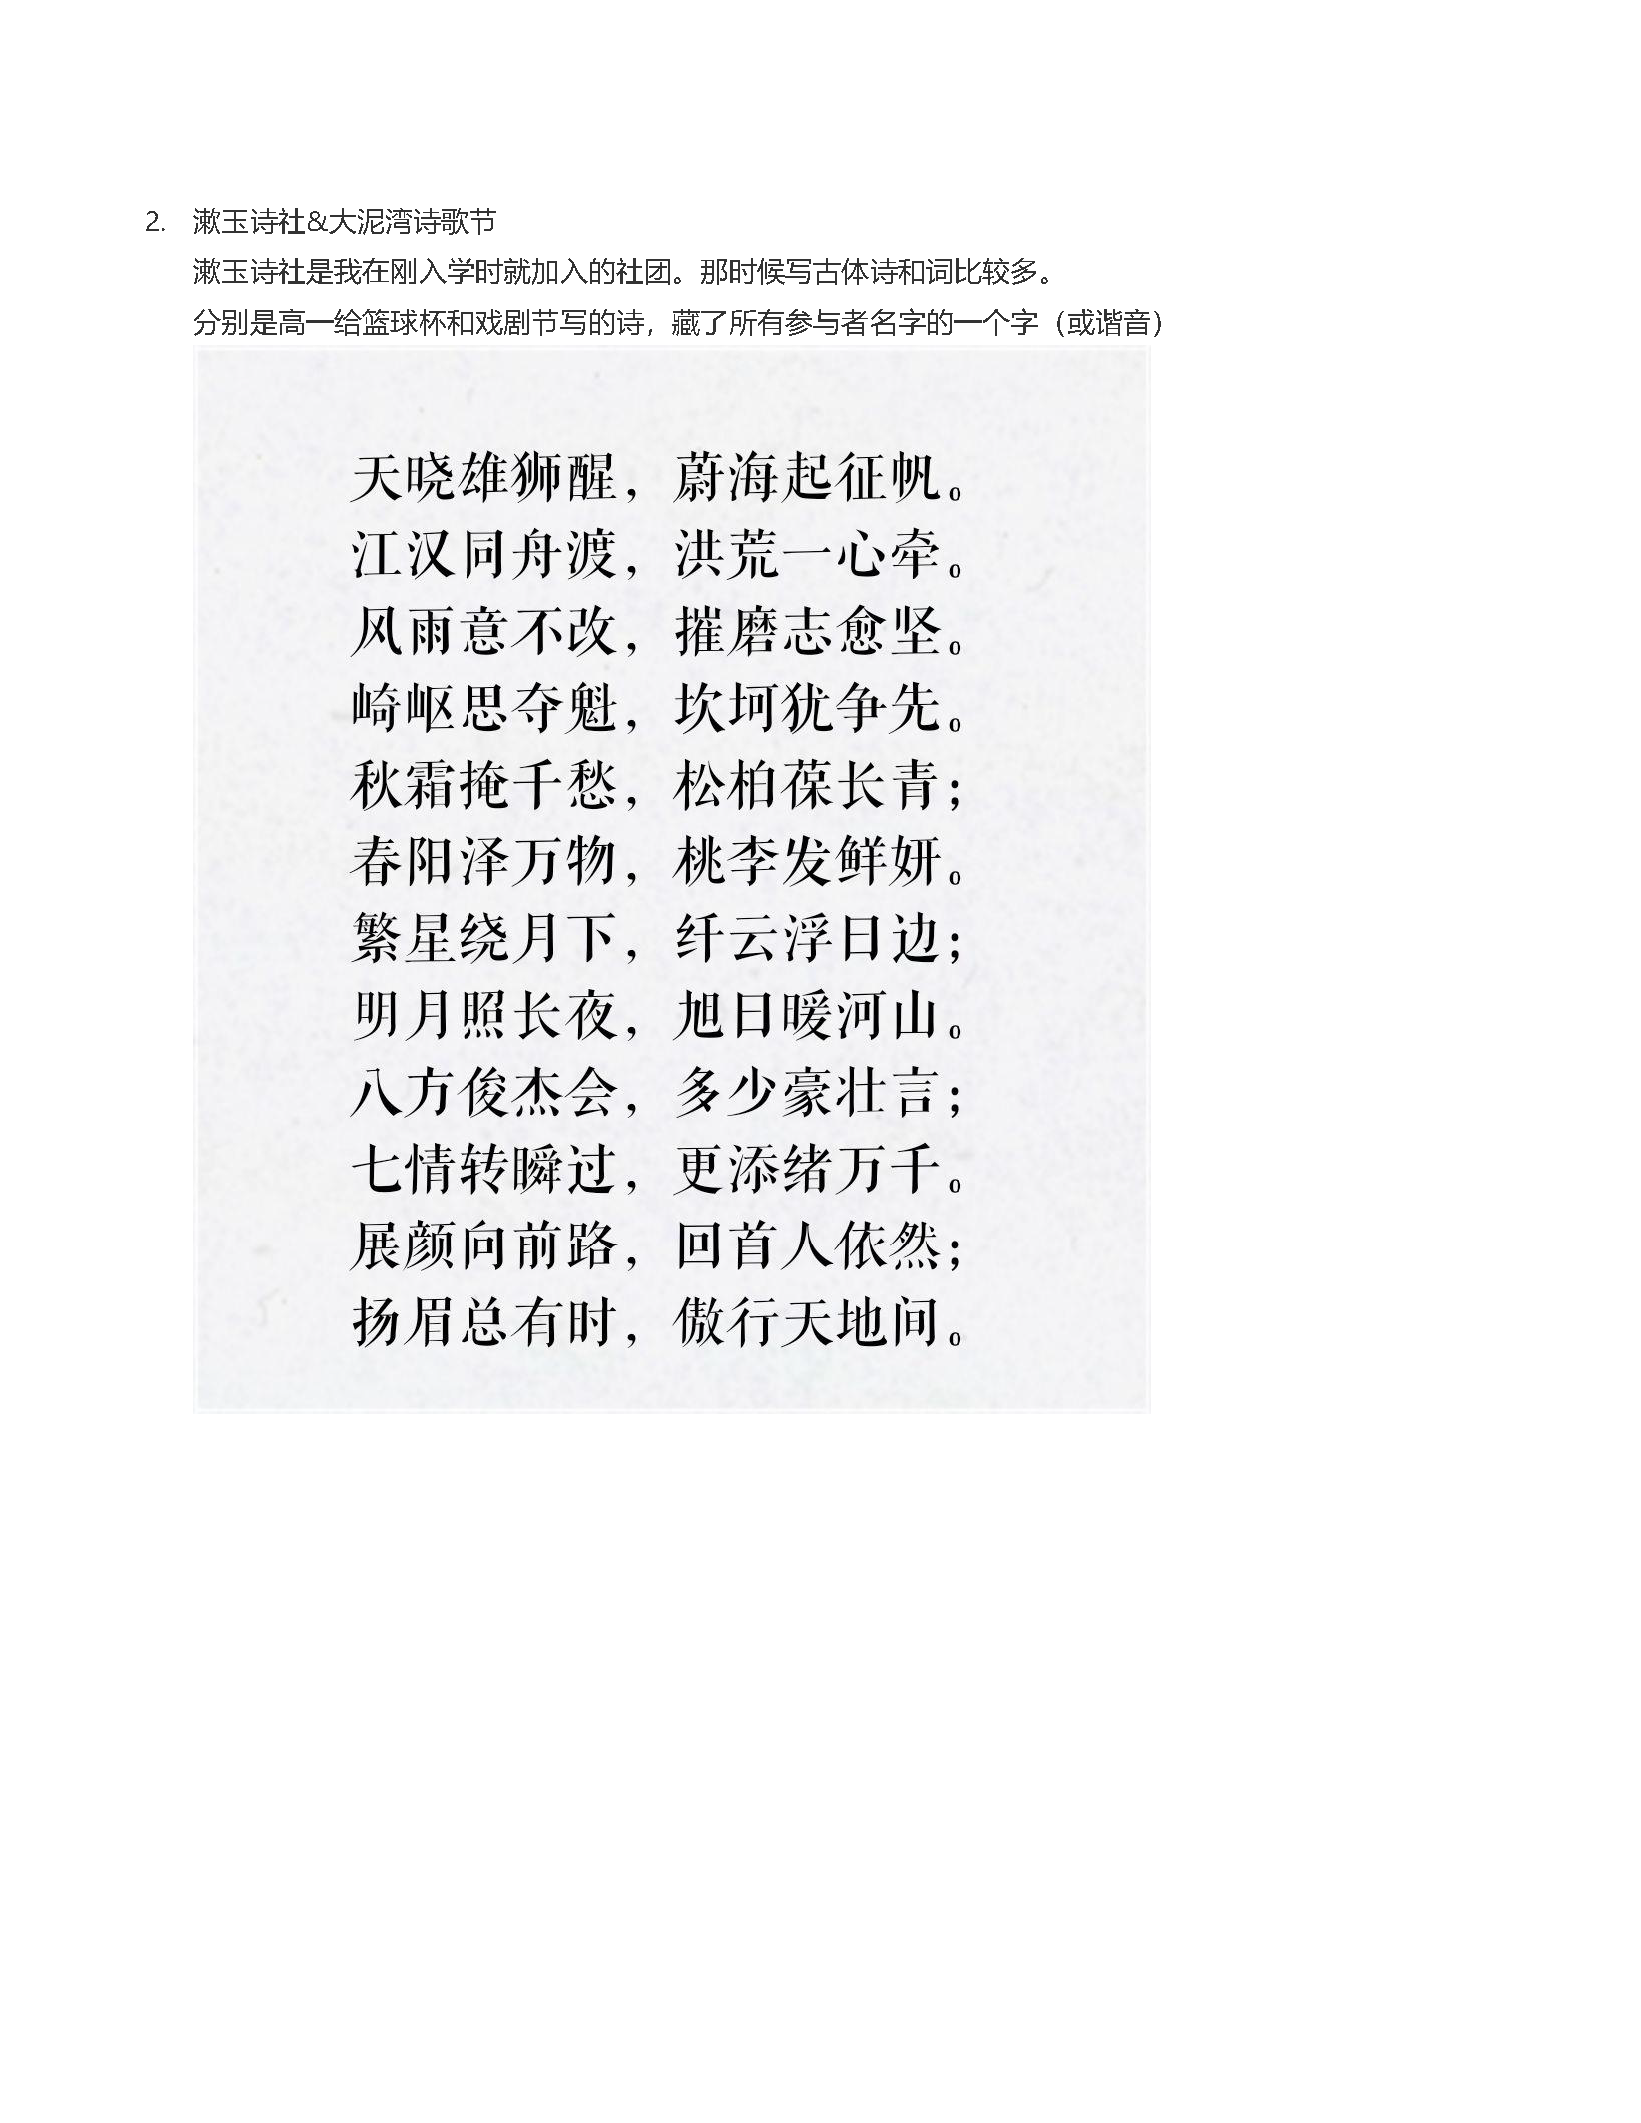 2. 漱玉诗社&大泥湾诗歌节
漱玉诗社是我在刚入学时就加入的社团。那时候写古体诗和词比较多。
分别是高一给篮球杯和戏剧节写的诗，藏了所有参与者名字的一个字（或谐音）
天晓雄狮醒，蔚海起征帆。
江汉同舟渡，洪荒一心牵。
风雨意不改，摧磨志愈坚。
崎岖思夺魁，坎坷犹争先。
秋霜掩千愁，松柏葆长青；
春阳泽万物，桃李发鲜妍。
繁星绕月下，纤云浮日边；
明月照长夜，旭日暖河山。
八方俊杰会，多少豪壮言；
七情转瞬过，更添绪万千。
展颜向前路，回首人依然；
扬眉总有时，傲行天地间。